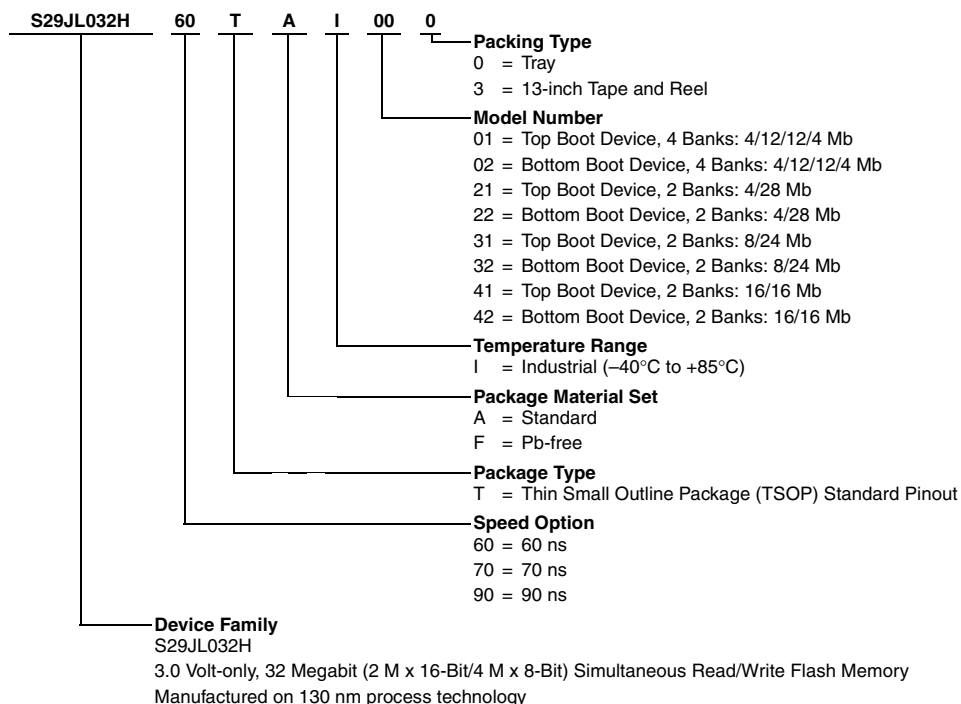 S29JL032H 60 T A I 00 0
Packing Type
0 = Tray
3 = 13-inch Tape and Reel
Model Number
01 = Top Boot Device, 4 Banks: 4/12/12/4 Mb
02 = Bottom Boot Device, 4 Banks: 4/12/12/4 Mb
21 = Top Boot Device, 2 Banks: 4/28 Mb
22 = Bottom Boot Device, 2 Banks: 4/28 Mb
31 = Top Boot Device, 2 Banks: 8/24 Mb
32 = Bottom Boot Device, 2 Banks: 8/24 Mb
41 = Top Boot Device, 2 Banks: 16/16 Mb
42 = Bottom Boot Device, 2 Banks: 16/16 Mb
Temperature Range
I = Industrial (–40°C to +85°C)
Package Material Set
A = Standard
F = Pb-free
Package Type
T = Thin Small Outline Package (TSOP) Standard Pinout
Speed Option
60 = 60 ns
70 = 70 ns
90 = 90 ns
Device Family
S29JL032H
3.0 Volt-only, 32 Megabit (2 M x 16-Bit/4 M x 8-Bit) Simultaneous Read/Write Flash Memory
Manufactured on 130 nm process technology